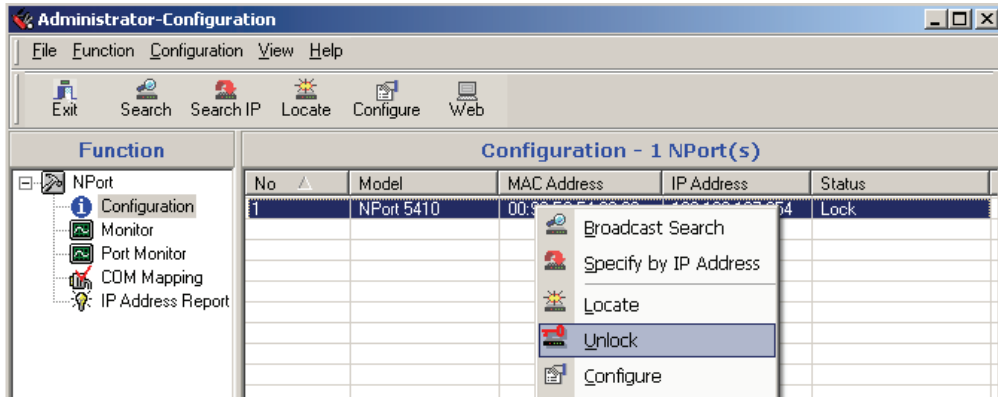 Administrator-Configuration
File Function Configuration View Help
Exit Search Search IP Locate Configure Web
Function
Configuration - 1 NPort(s)
NPort
Configuration
Monitor
Port Monitor
COM Mapping
IP Address Report
No Model MAC Address IP Address Status
1 NPort 5410 Lock
Broadcast Search
Specify by IP Address
Locate
Unlock
Configure